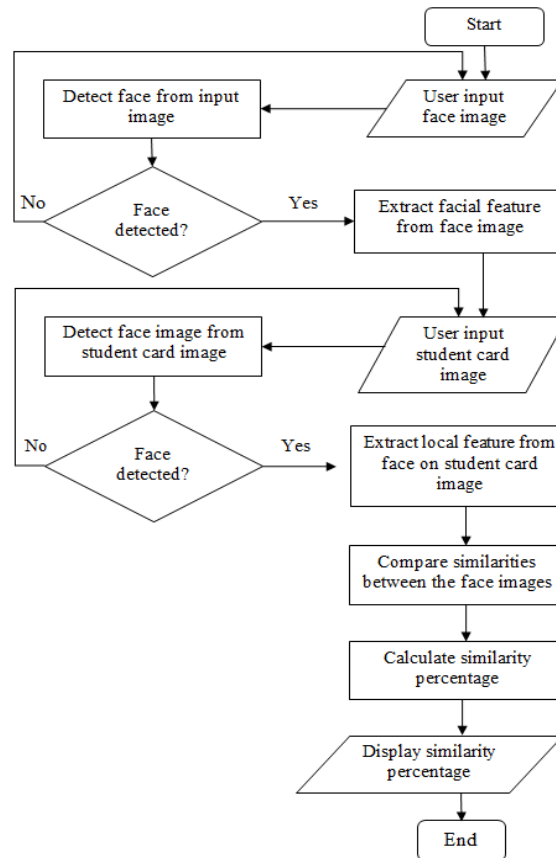 Start
User input
face image
Detect face from input
image
Face
detected?
No
Yes
Extract facial feature
from face image
User input
student card
image
Detect face image from
student card image
Face
detected?
No
Yes
Extract local feature from
face on student card
image
Compare similarities
between the face images
Calculate similarity
percentage
Display similarity
percentage
End